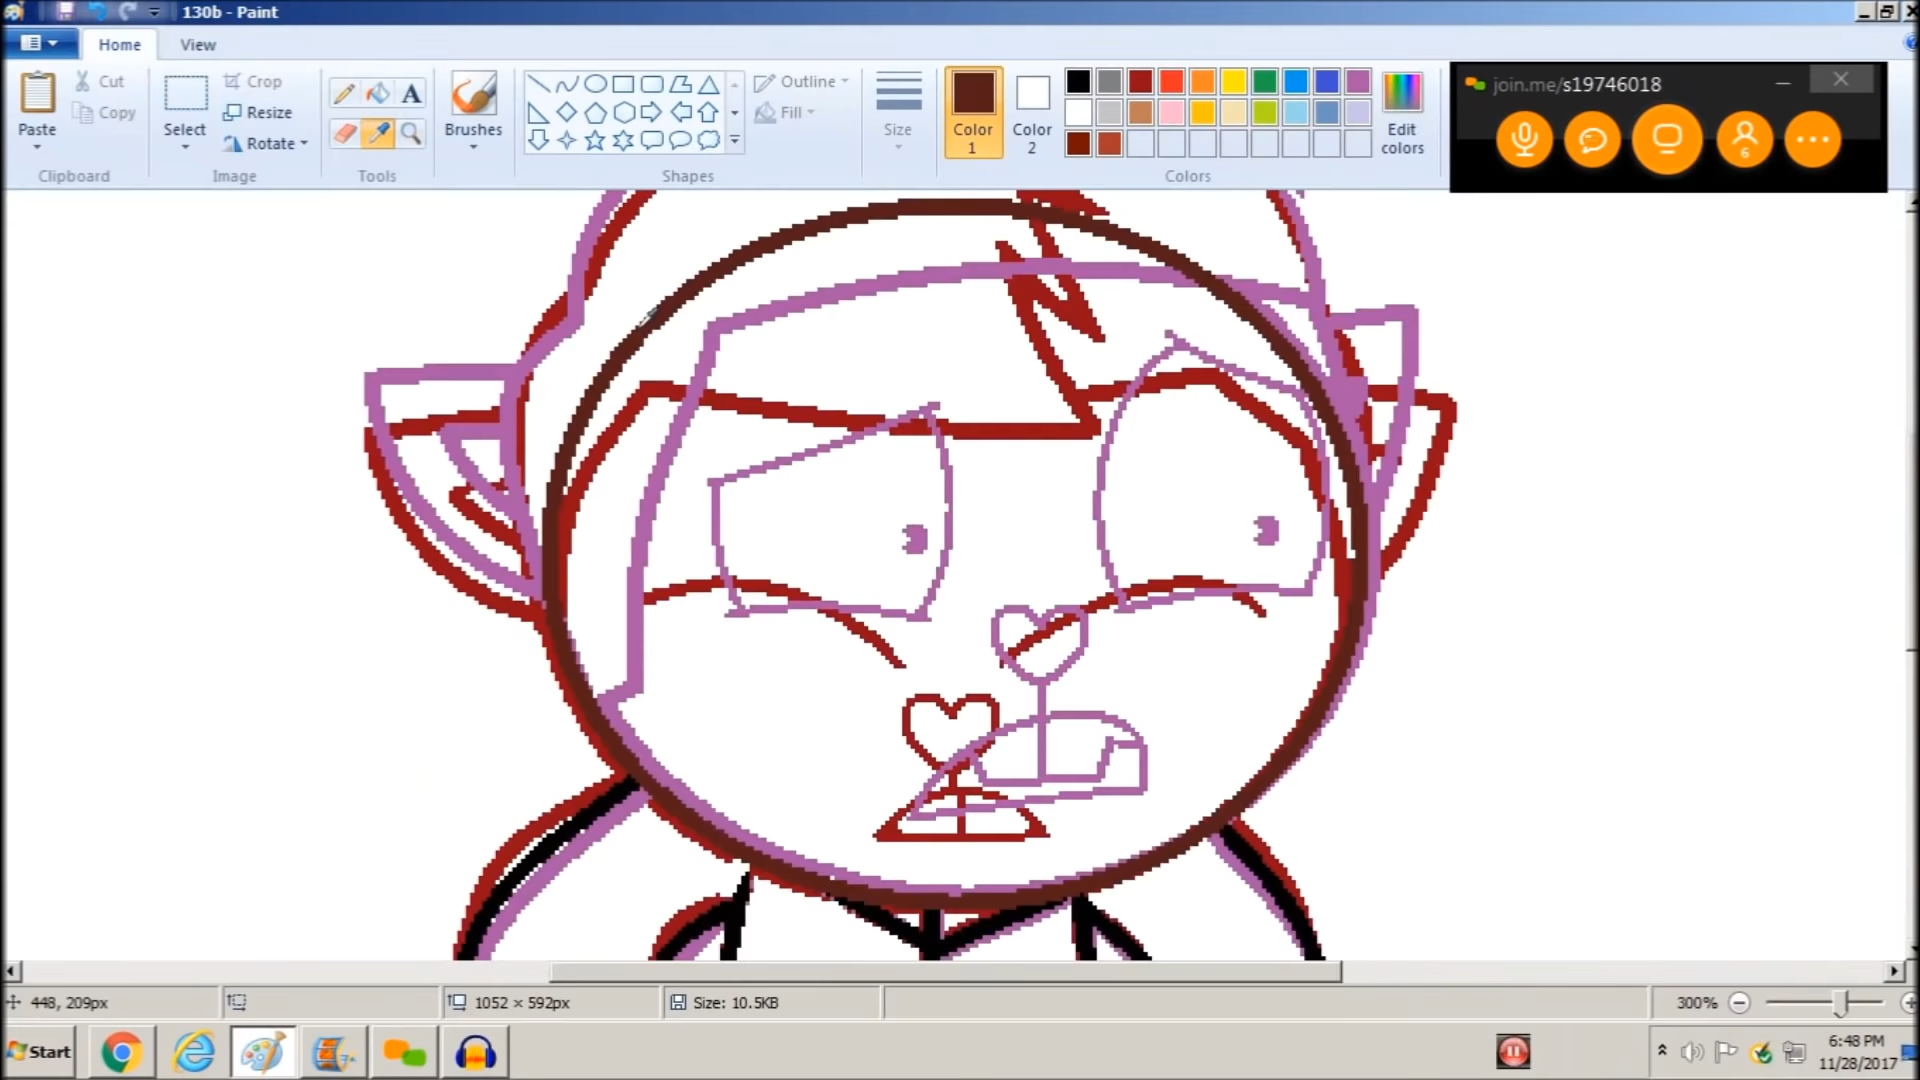 130b - Paint
Home View
Paste
Cut
Copy
Clipboard
Select
Crop
Resize
Rotate
Image
A
Tools
Brushes
Shapes
Outline
Fill
Size
Color
1
Color
2
Edit
colors
Colors
join.me/s19746018
6
448, 209px
1052 × 592px
Size: 10.5KB
300%
Start
6:48 PM
11/28/2017